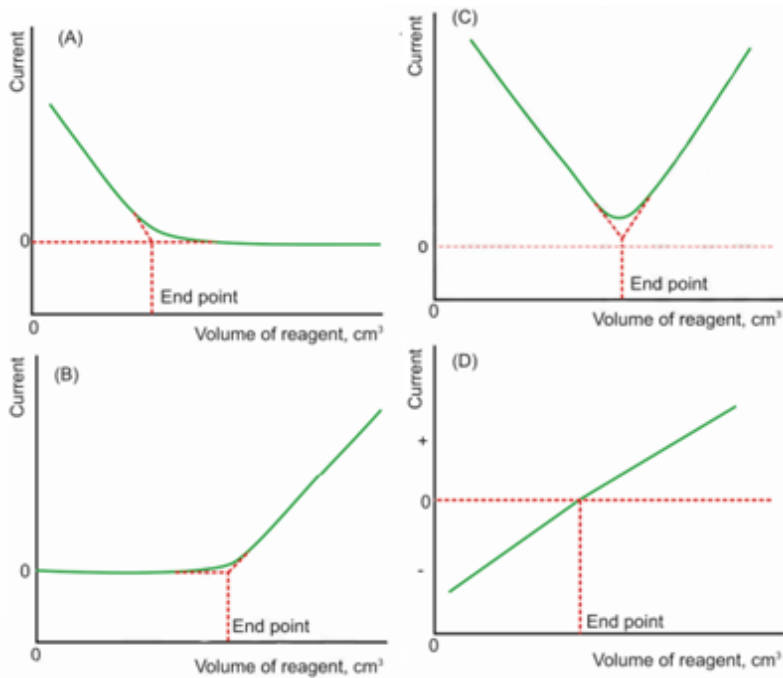 (A)
Current
0
End point
0
Volume of reagent, cm³
(B)
Current
0
End point
0
Volume of reagent, cm³
(C)
Current
0
End point
0
Volume of reagent, cm³
(D)
Current
+
0
-
End point
0
Volume of reagent, cm³